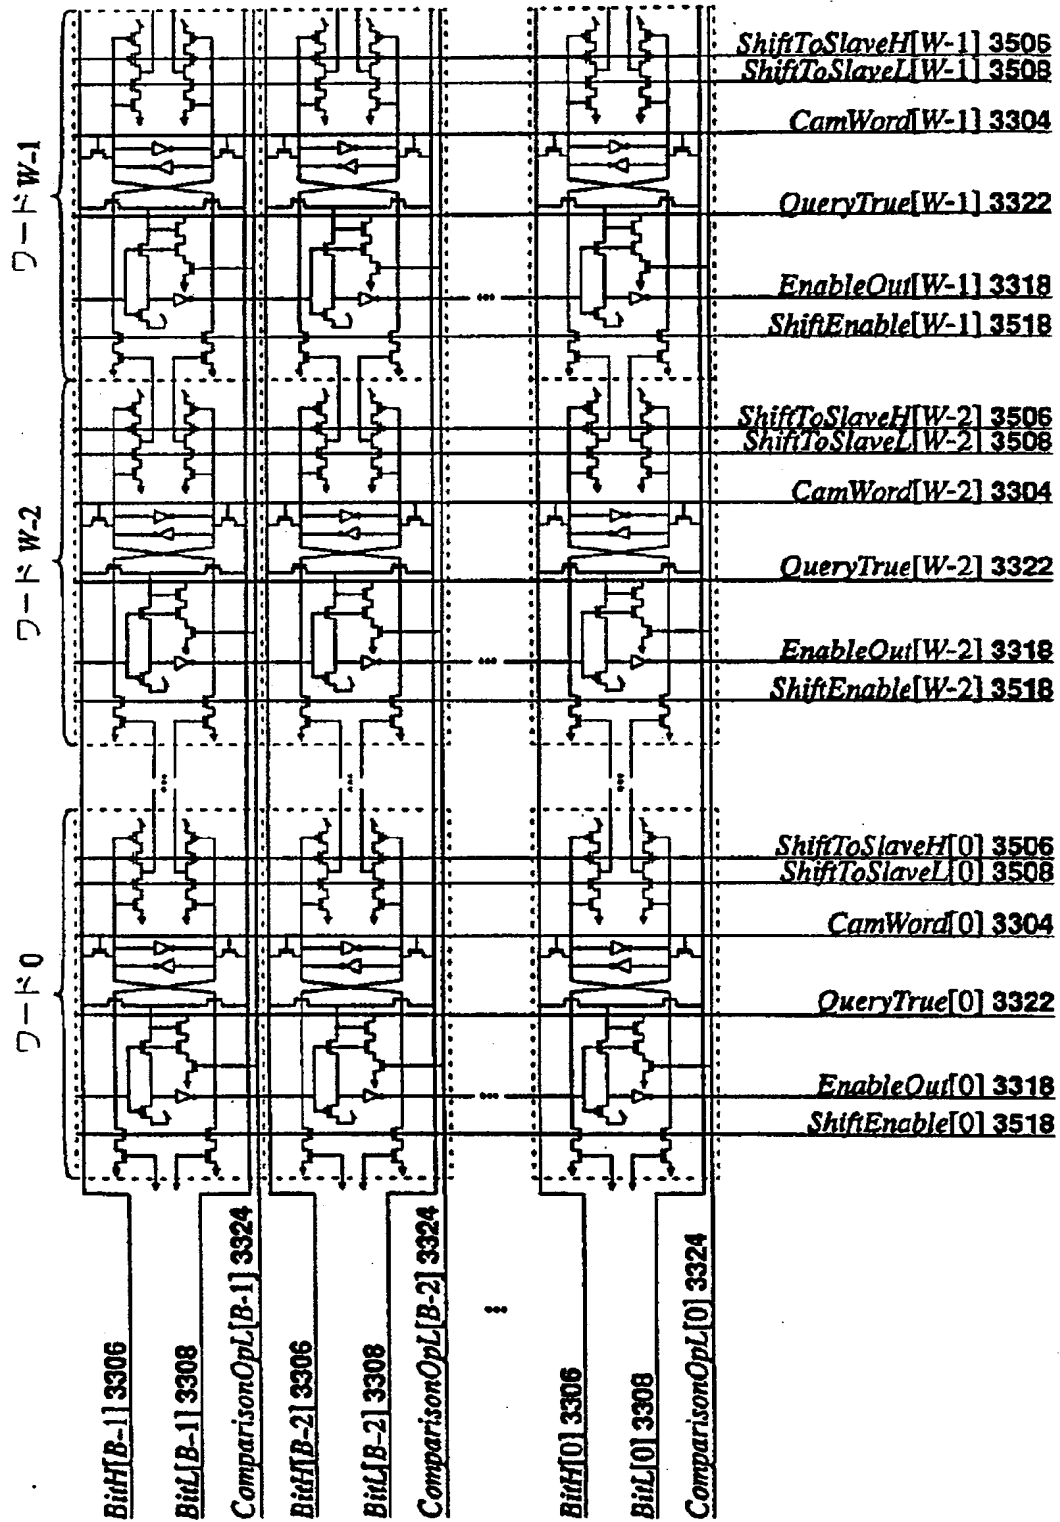 ワードW-1
ShiftToSlaveH[W-1] 3506
ShiftToSlaveL[W-1] 3508
CamWord[W-1] 3304
QueryTrue[W-1] 3322
EnableOut[W-1] 3318
ShiftEnable[W-1] 3518
ワードW-2
ShiftToSlaveH[W-2] 3506
ShiftToSlaveL[W-2] 3508
CamWord[W-2] 3304
QueryTrue[W-2] 3322
EnableOut[W-2] 3318
ShiftEnable[W-2] 3518
ワード0
ShiftToSlaveH[0] 3506
ShiftToSlaveL[0] 3508
CamWord[0] 3304
QueryTrue[0] 3322
EnableOut[0] 3318
ShiftEnable[0] 3518
BitH[B-1] 3306
BitL[B-1] 3308
ComparisonOpL[B-1] 3324
BitH[B-2] 3306
BitL[B-2] 3308
ComparisonOpL[B-2] 3324
...
BitH[0] 3306
BitL[0] 3308
ComparisonOpL[0] 3324